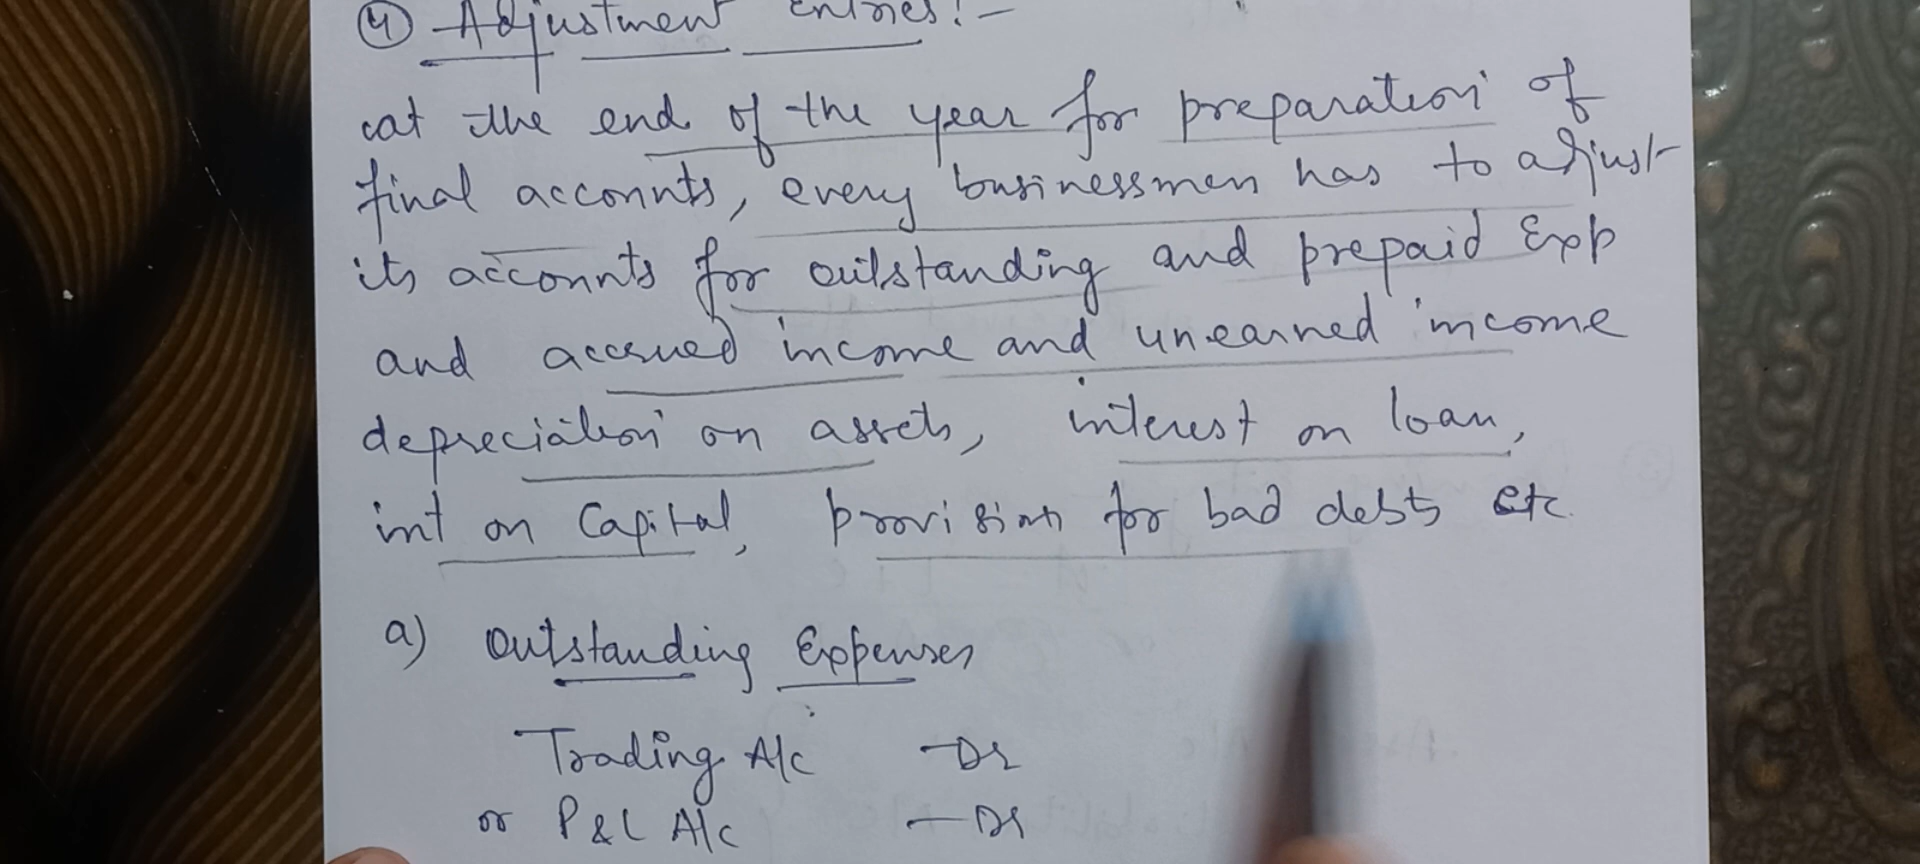 4 Adjustment Entries:-
at the end of the year for preparation of
final accounts, every businessmen has to adjust
its accounts for outstanding and prepaid Exp
and accrued income and unearned income
depreciation on assets, interest on loan,
int on Capital, provision for bad debts etc.
a) Outstanding Expenses
Trading A/c - Dr
or P & L A/c - Dr